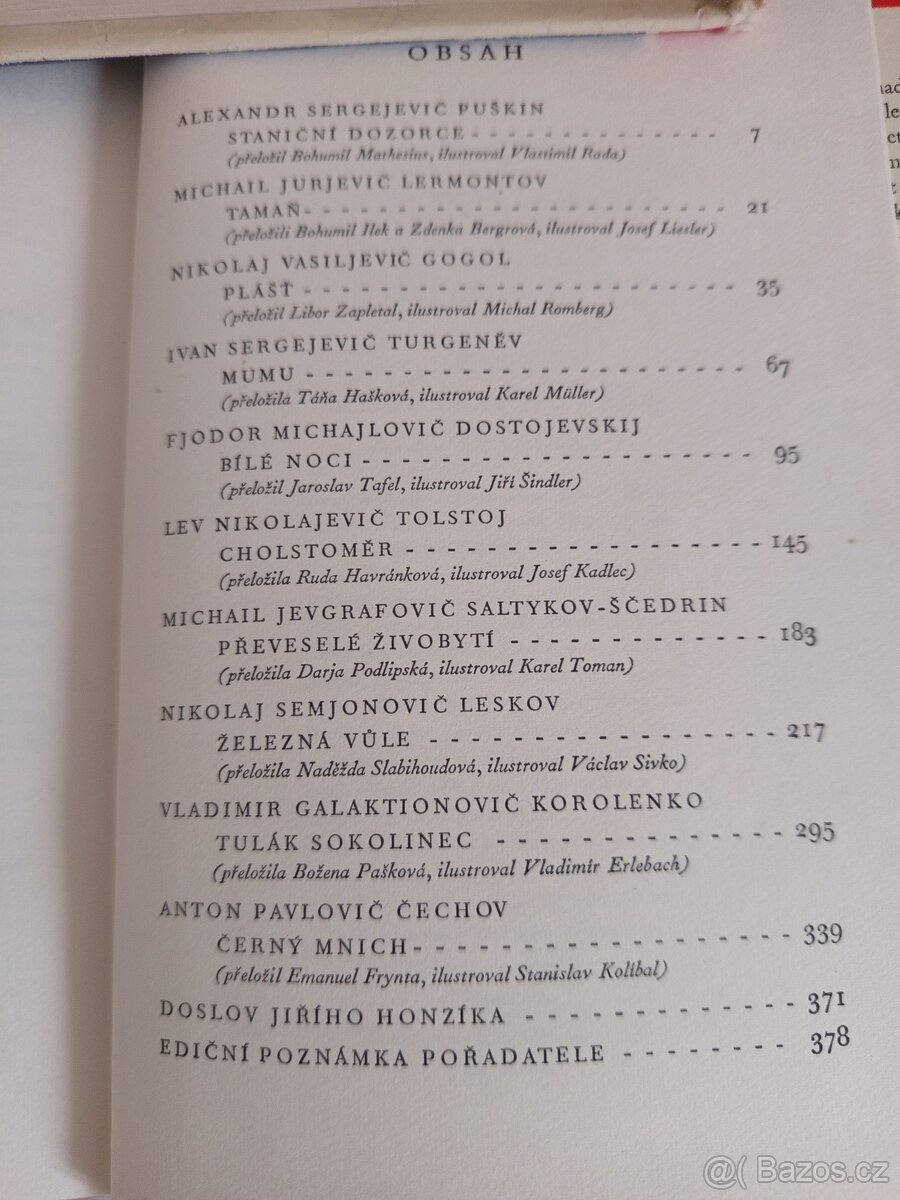 OBSAH
ALEXANDR SERGEJEVIČ PUŠKIN
STANIČNÍ DOZORCE - - - - - - - - - - - - - - 7
(přeložil Bohumil Mathesius, ilustroval Vlastimil Rada)
MICHAIL JURJEVIČ LERMONTOV
TAMAŇ - - - - - - - - - - - - - - - - - - - - 21
(přeložili Bohumil Ilek a Zdenka Bergrová, ilustroval Josef Liesler)
NIKOLAJ VASILJEVIČ GOGOL
PLÁŠŤ - - - - - - - - - - - - - - - - - - - - 35
(přeložil Libor Zapletal, ilustroval Michal Romberg)
IVAN SERGEJEVIČ TURGENĚV
MUMU - - - - - - - - - - - - - - - - - - - - 67
(přeložila Táňa Hašková, ilustroval Karel Müller)
FJODOR MICHAJLOVIČ DOSTOJEVSKIJ
BÍLÉ NOCI - - - - - - - - - - - - - - - - - - 95
(přeložil Jaroslav Tafel, ilustroval Jiří Šindler)
LEV NIKOLAJEVIČ TOLSTOJ
CHOLSTOMĚR - - - - - - - - - - - - - - - - 145
(přeložila Ruda Havránková, ilustroval Josef Kadlec)
MICHAIL JEVGRAFOVIČ SALTYKOV-ŠČEDRIN
PŘEVESELÉ ŽIVOBYTÍ - - - - - - - - - - - - 183
(přeložila Darja Podlipská, ilustroval Karel Toman)
NIKOLAJ SEMJONOVIČ LESKOV
ŽELEZNÁ VŮLE - - - - - - - - - - - - - - - - 217
(přeložila Naděžda Slabihoudová, ilustroval Václav Sivko)
VLADIMIR GALAKTIONOVIČ KOROLENKO
TULÁK SOKOLINEC - - - - - - - - - - - - - 295
(přeložila Božena Pašková, ilustroval Vladimír Erlebach)
ANTON PAVLOVIČ ČECHOV
ČERNÝ MNICH - - - - - - - - - - - - - - - - - 339
(přeložil Emanuel Frynta, ilustroval Stanislav Kolíbal)
DOSLOV JIŘÍHO HONZÍKA - - - - - - - - - - - - 371
EDIČNÍ POZNÁMKA POŘADATELE - - - - - - - 378
@ Bazos.cz